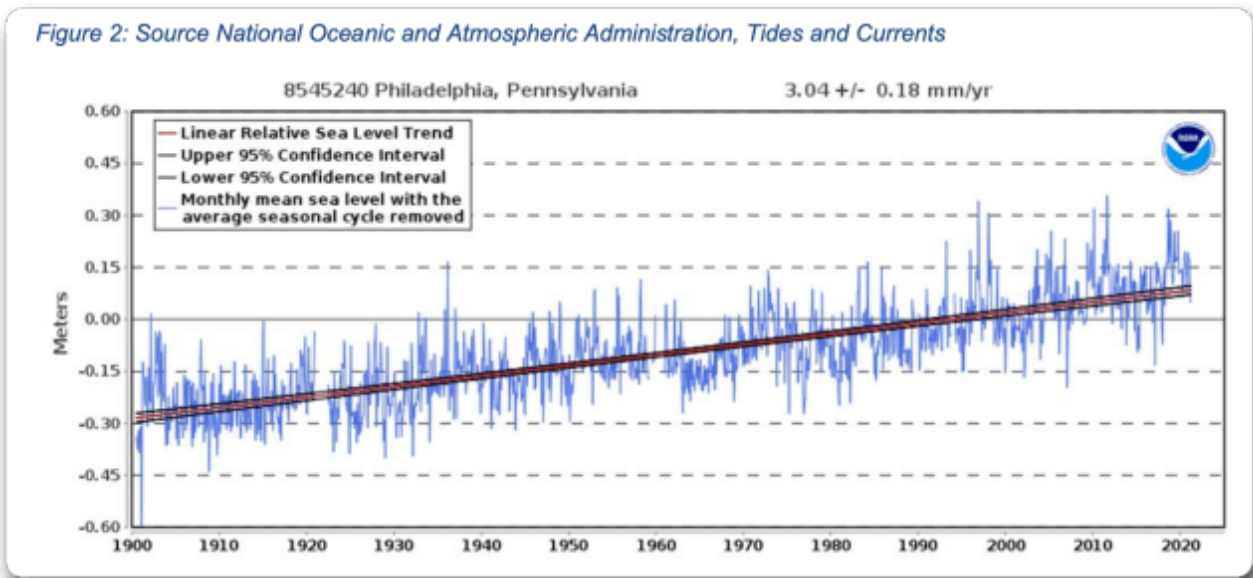 Figure 2: Source National Oceanic and Atmospheric Administration, Tides and Currents
8545240 Philadelphia, Pennsylvania 3.04 +/- 0.18 mm/yr
Linear Relative Sea Level Trend
Upper 95% Confidence Interval
Lower 95% Confidence Interval
Monthly mean sea level with the
average seasonal cycle removed
NOAA
Meters
0.60
0.45
0.30
0.15
0.00
-0.15
-0.30
-0.45
-0.60
1900 1910 1920 1930 1940 1950 1960 1970 1980 1990 2000 2010 2020